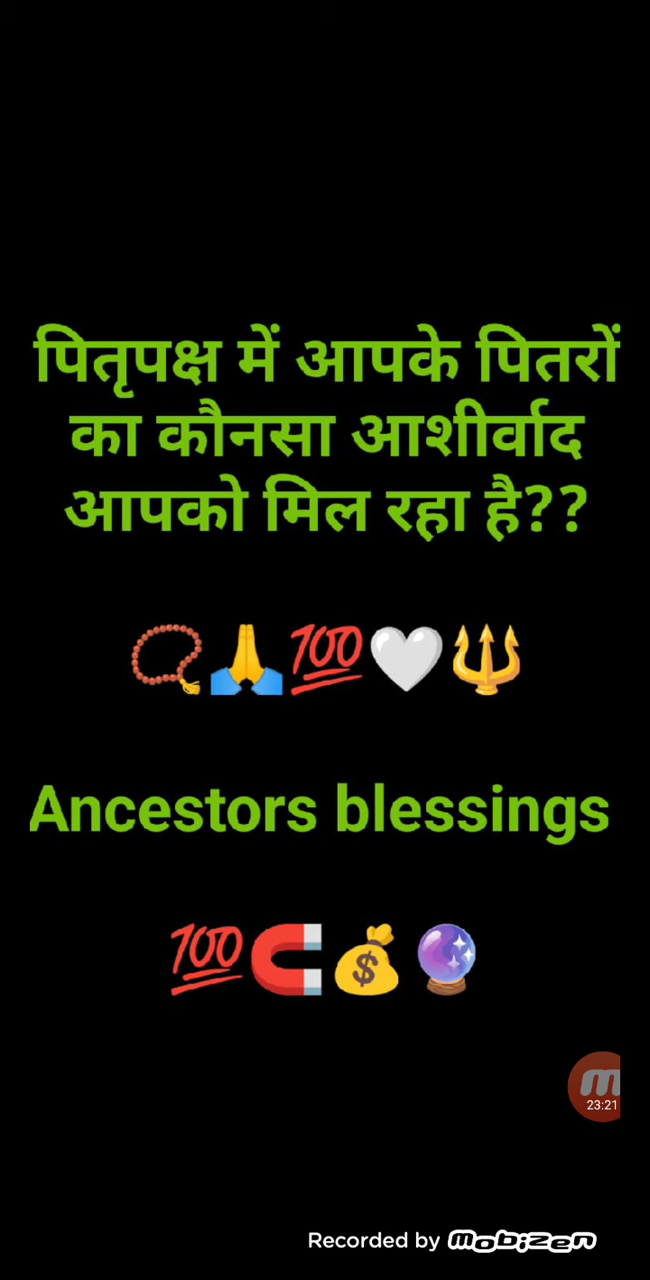 पितृपक्ष में आपके पितरों
का कौनसा आशीर्वाद
आपको मिल रहा है??
📿🙏💯🤍🔱
Ancestors blessings
💯🧲💰🔮
m
23:21
Recorded by mobizen